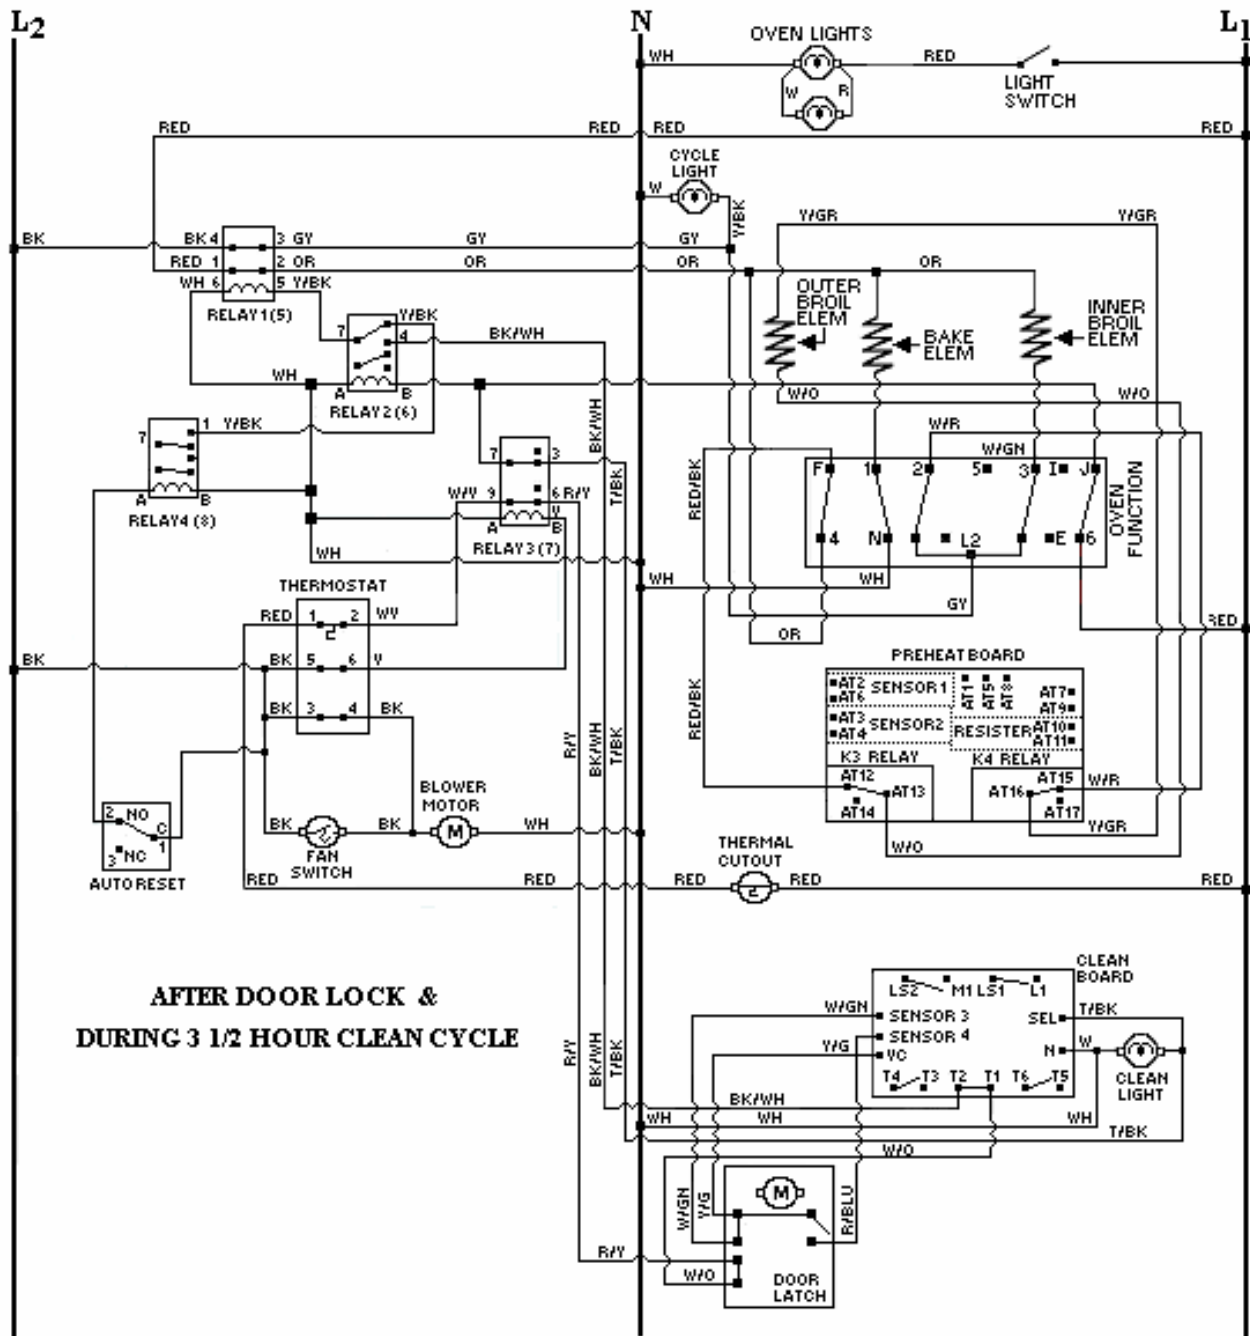 L2 N L1
OVEN LIGHTS
WH RED
W R
LIGHT
SWITCH
RED RED RED RED
CYCLE
LIGHT
W
Y/BK
Y/GR Y/GR
BK BK 4 3 GY GY GY
RED 1 2 OR OR OR OR
WH 6 5 Y/BK
RELAY 1(5)
OUTER
BROIL
ELEM
INNER
BROIL
ELEM
BAKE
ELEM
7 Y/BK
4 BK/WH
WH A B
RELAY 2 (6)
W/O W/O
7 1 Y/BK
BK/WH
W/R
W/GN
A B
RELAY 4 (8)
7 3
W/Y 9 6 R/Y
V
A B
RELAY 3 (7)
T/BK
RED/BK
F 1 2 5 3 I J
4 N L2 E 6
OVEN
FUNCTION
WH
WH WH
GY
OR
RED
THERMOSTAT
RED 1 2 WY
BK BK 5 6 V
BK 3 4 BK
PREHEAT BOARD
AT2
AT6
SENSOR 1
AT1 AT5 AT8
AT7
AT9
AT3
AT4
SENSOR2
RESISTER
AT10
AT11
K3 RELAY K4 RELAY
AT12 AT13
AT14
AT15
AT16
AT17
W/R
Y/GR
W/O
RED/BK
R/Y
BK/WH
T/BK
2 NO
C
1
3 NC
AUTO RESET
BLOWER
MOTOR
BK BK M WH
FAN
SWITCH
THERMAL
CUTOUT
RED RED RED RED RED
AFTER DOOR LOCK &
DURING 3 1/2 HOUR CLEAN CYCLE
CLEAN
BOARD
LS2 M1 LS1 L1
W/GN SENSOR 3 SEL T/BK
SENSOR 4
Y/G VC N W
T4 T3 T2 T1 T6 T5
CLEAN
LIGHT
R/Y
BK/WH
T/BK
BK/WH
WH WH WH
T/BK
W/O
M
W/GN
Y/G
R/BLU
R/Y
W/O
DOOR
LATCH